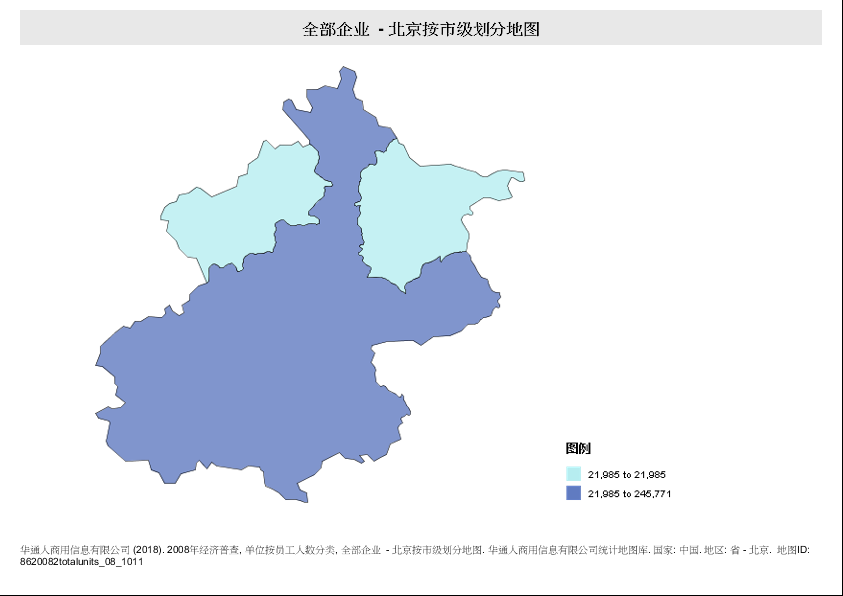 全部企业 - 北京按市级划分地图
图例
21,985 to 21,985
21,985 to 245,771
华通人商用信息有限公司 (2018). 2008年经济普查, 单位按员工人数分类, 全部企业 - 北京按市级划分地图. 华通人商用信息有限公司统计地图库. 国家: 中国. 地区: 省 - 北京. 地图ID:
8620082totalunits_08_1011